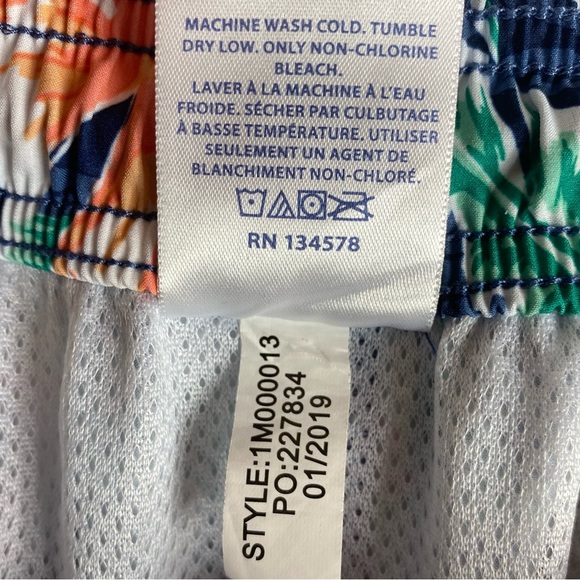 MACHINE WASH COLD. TUMBLE
DRY LOW. ONLY NON-CHLORINE
BLEACH.
LAVER À LA MACHINE À L'EAU
FROIDE. SÉCHER PAR CULBUTAGE
À BASSE TEMPÉRATURE. UTILISER
SEULEMENT UN AGENT DE
BLANCHIMENT NON-CHLORÉ.
RN 134578
STYLE:1M000013
PO:227834
01/2019